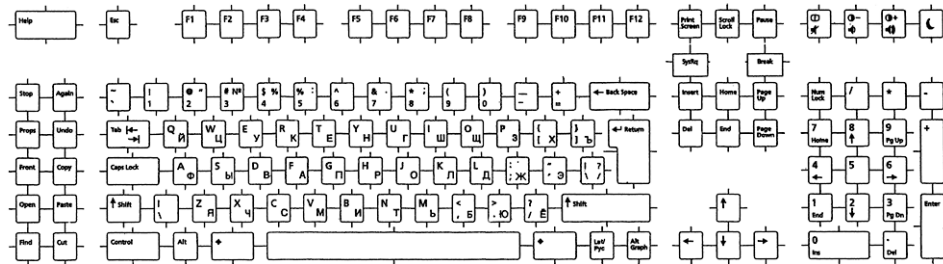 Help Esc F1 F2 F3 F4 F5 F6 F7 F8 F9 F10 F11 F12 Print Screen Scroll Lock Pause
SysRq Break
Stop Again ~ ` ! 1 @ " 2 # № 3 $ % 4 % : 5 ^ 6 & . 7 * ; 8 ( 9 ) 0 _ - + = ← Back Space Insert Home Page Up Num Lock / * -
Props Undo Tab Q Й W Ц E У R К T Е Y Н U Г I Ш O Щ P З { [ Х } ] Ъ ↵ Return Del End Page Down 7 Home 8 ↑ 9 Pg Up +
Front Copy Caps Lock A Ф S Ы D В F А G П H Р J О K Л L Д : ; Ж " ' Э | \ ? / 4 ← 5 6 →
Open Paste ↑ Shift | \ Z Я X Ч C С V М B И N Т M Ь < , Б > . Ю ? / Ё ↑ Shift ↑ 1 End 2 ↓ 3 Pg Dn Enter
Find Cut Control Alt ◆ ◆ Lat/ Рус Alt Graph ← ↓ → 0 Ins . Del